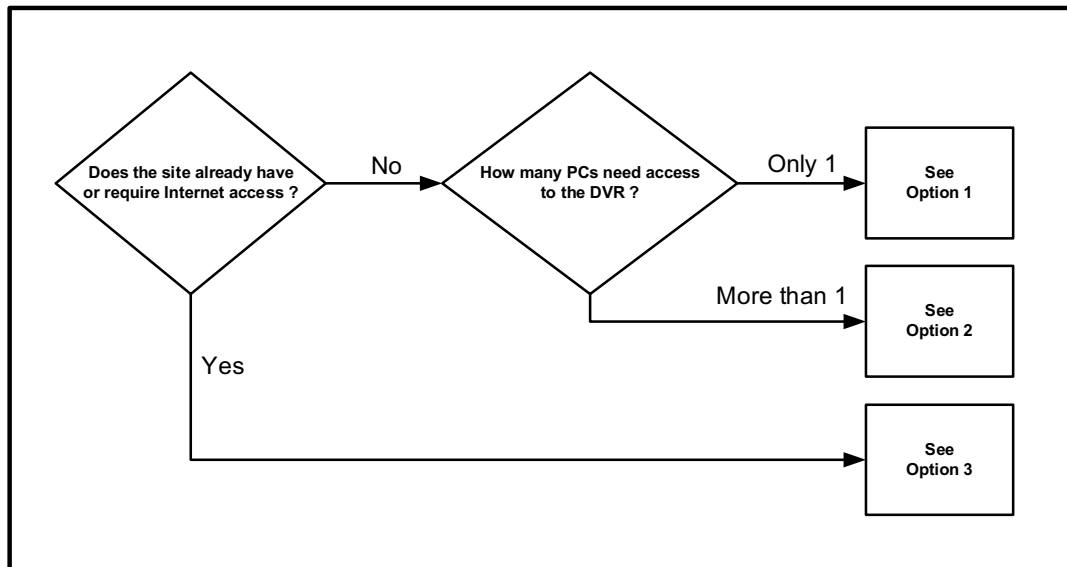 Does the site already have
or require Internet access ?
No
How many PCs need access
to the DVR ?
Only 1
See
Option 1
More than 1
See
Option 2
Yes
See
Option 3